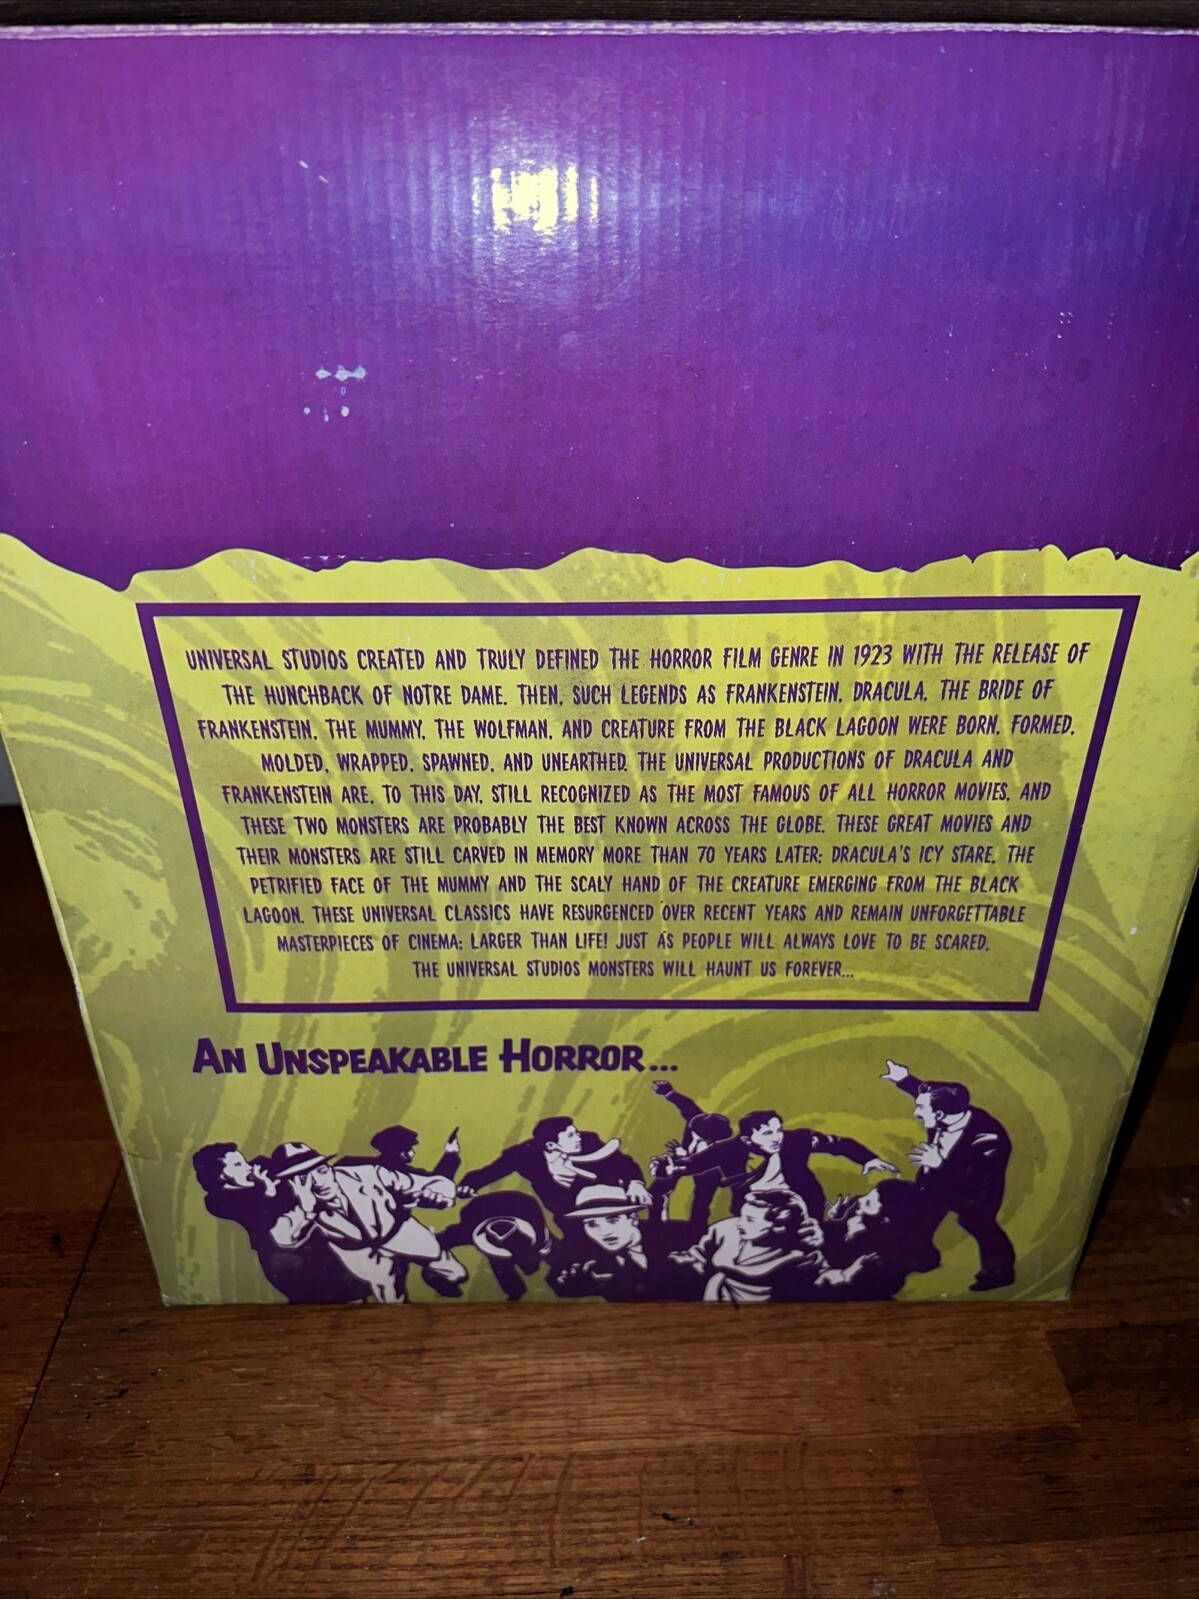 UNIVERSAL STUDIOS CREATED AND TRULY DEFINED THE HORROR FILM GENRE IN 1923 WITH THE RELEASE OF
THE HUNCHBACK OF NOTRE DAME. THEN, SUCH LEGENDS AS FRANKENSTEIN, DRACULA, THE BRIDE OF
FRANKENSTEIN, THE MUMMY, THE WOLFMAN, AND CREATURE FROM THE BLACK LAGOON WERE BORN, FORMED,
MOLDED, WRAPPED, SPAWNED, AND UNEARTHED. THE UNIVERSAL PRODUCTIONS OF DRACULA AND
FRANKENSTEIN ARE, TO THIS DAY, STILL RECOGNIZED AS THE MOST FAMOUS OF ALL HORROR MOVIES, AND
THESE TWO MONSTERS ARE PROBABLY THE BEST KNOWN ACROSS THE GLOBE. THESE GREAT MOVIES AND
THEIR MONSTERS ARE STILL CARVED IN MEMORY MORE THAN 70 YEARS LATER: DRACULA'S ICY STARE, THE
PETRIFIED FACE OF THE MUMMY AND THE SCALY HAND OF THE CREATURE EMERGING FROM THE BLACK
LAGOON. THESE UNIVERSAL CLASSICS HAVE RESURGENCED OVER RECENT YEARS AND REMAIN UNFORGETTABLE
MASTERPIECES OF CINEMA: LARGER THAN LIFE! JUST AS PEOPLE WILL ALWAYS LOVE TO BE SCARED,
THE UNIVERSAL STUDIOS MONSTERS WILL HAUNT US FOREVER...
AN UNSPEAKABLE HORROR...